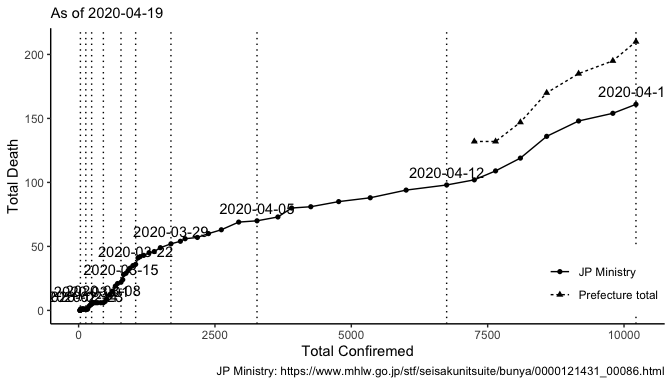 As of 2020-04-19
Total Death
200
150
100
50
0
2020-04-1
2020-04-12
2020-04-05
2020-03-29
2020-03-22
2020-03-15
JP Ministry
Prefecture total
0
2500
5000
7500
10000
Total Confiremed
JP Ministry: https://www.mhlw.go.jp/stf/seisakunitsuite/bunya/0000121431_00086.html